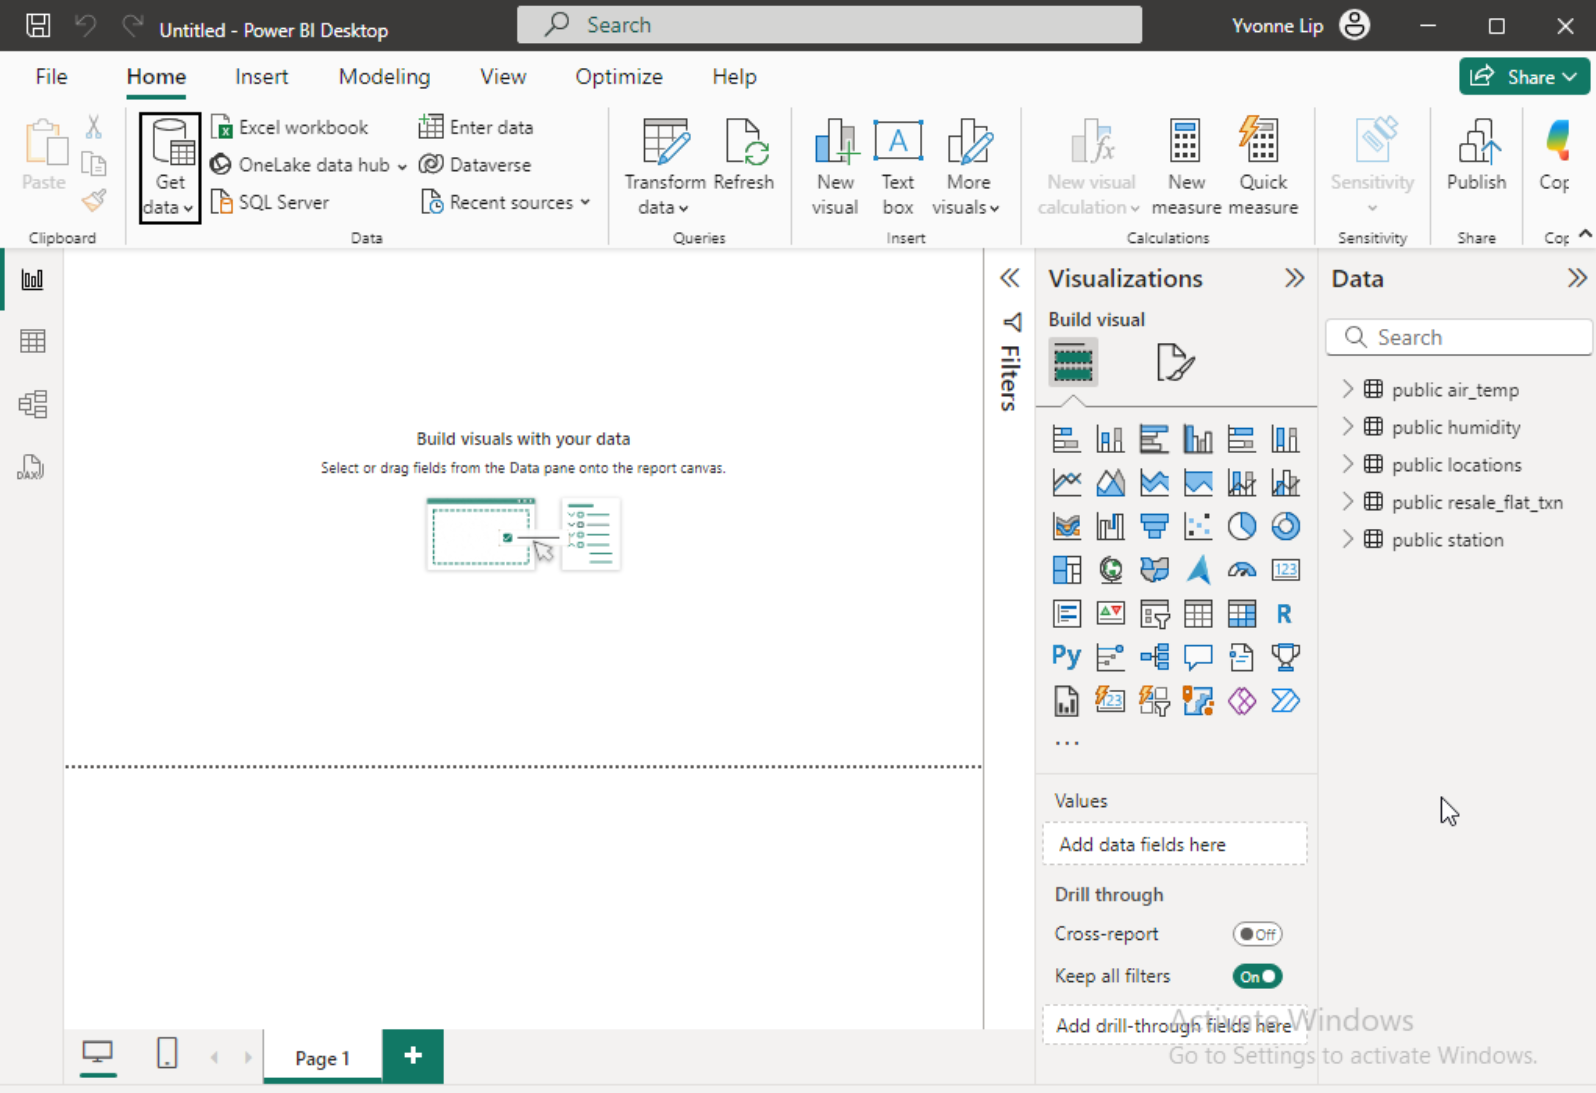 Untitled - Power BI Desktop
Search
Yvonne Lip
File
Home
Insert
Modeling
View
Optimize
Help
Share
Paste
Clipboard
Get
data
Excel workbook
OneLake data hub
SQL Server
Enter data
Dataverse
Recent sources
Data
Transform
data
Refresh
Queries
New
visual
Text
box
More
visuals
Insert
New visual
calculation
New
measure
Quick
measure
Calculations
Sensitivity
Sensitivity
Publish
Share
Cop
Cop
DAX
Build visuals with your data
Select or drag fields from the Data pane onto the report canvas.
Filters
Visualizations
Build visual
A
fx
123
R
Py
123
...
Values
Add data fields here
Drill through
Cross-report
Off
Keep all filters
On
Add drill-through fields here
Data
Search
public air_temp
public humidity
public locations
public resale_flat_txn
public station
Activate Windows
Go to Settings to activate Windows.
Page 1